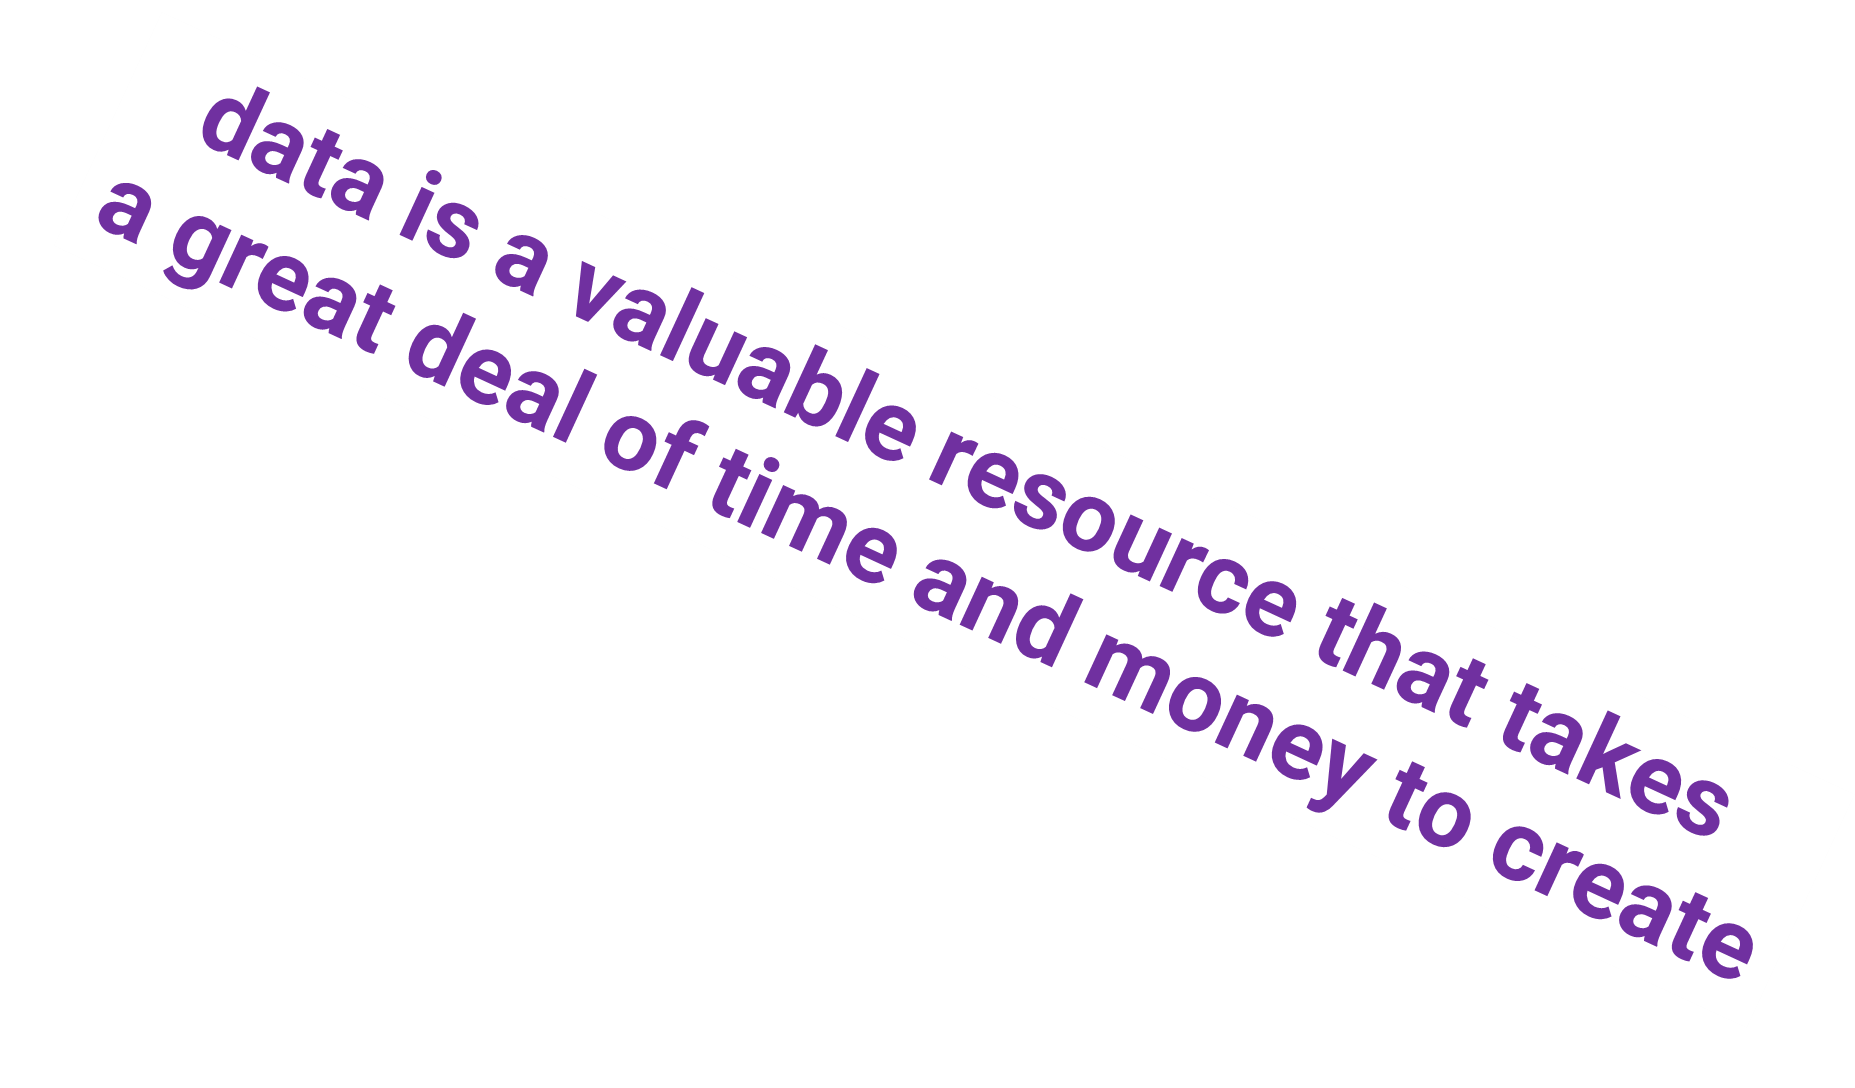 data is a valuable resource that takes
a great deal of time and money to create